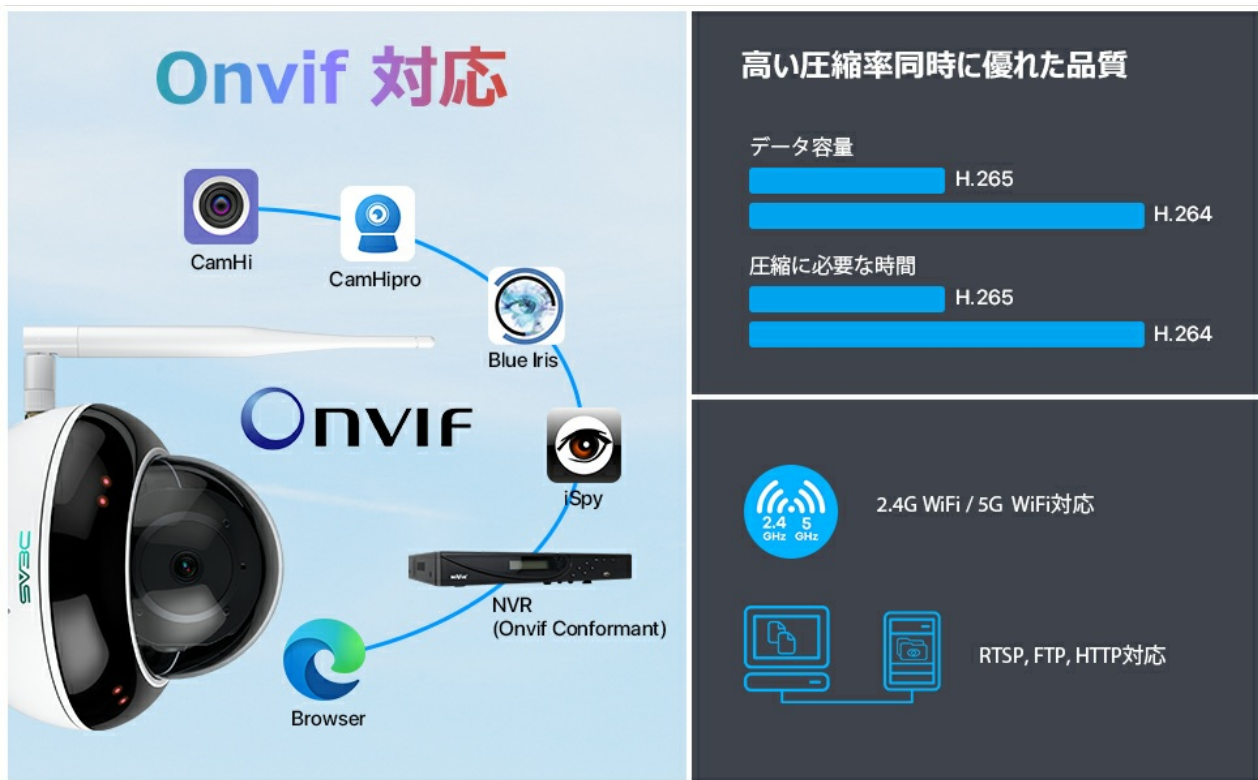 Onvif 対応
CamHi
CamHipro
Blue Iris
ONVIF
iSpy
SV3C
NVR
(Onvif Conformant)
Browser
高い圧縮率同時に優れた品質
データ容量
H.265
H.264
圧縮に必要な時間
H.265
H.264
2.4 5
GHz GHz
2.4G WiFi / 5G WiFi対応
RTSP, FTP, HTTP対応